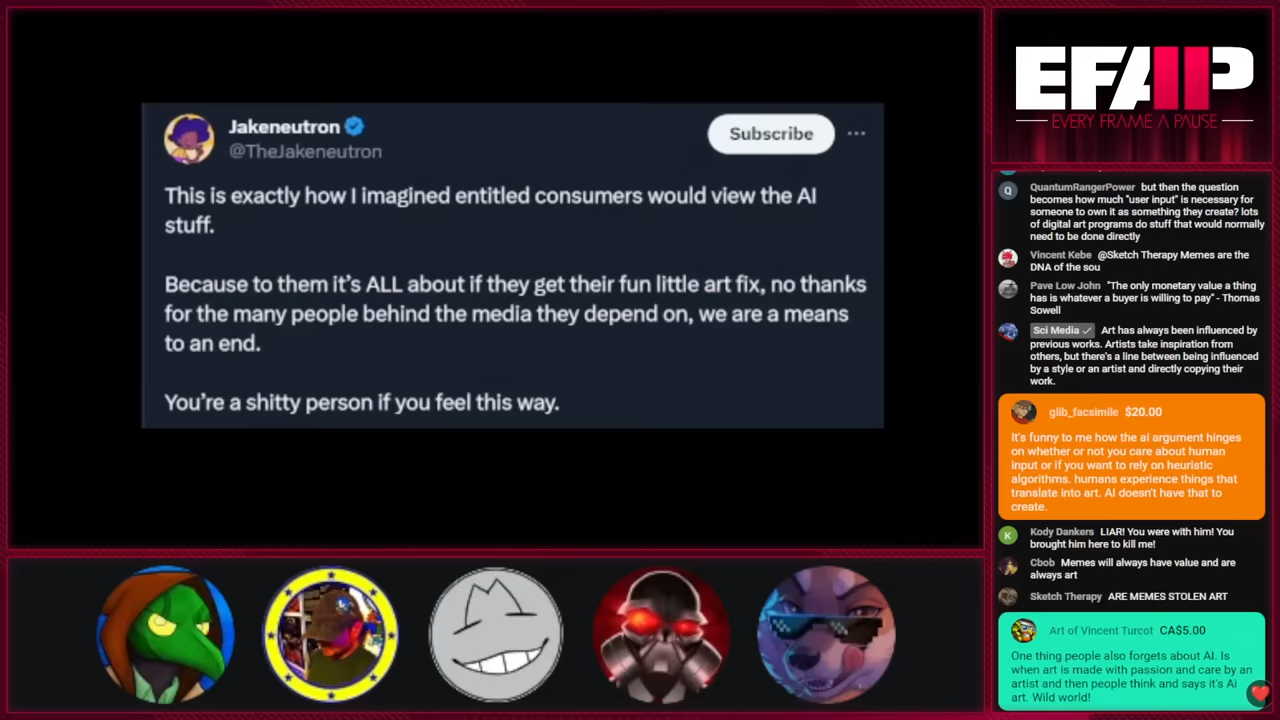 Jakeneutron
@TheJakeneutron
Subscribe
This is exactly how I imagined entitled consumers would view the AI
stuff.
Because to them it's ALL about if they get their fun little art fix, no thanks
for the many people behind the media they depend on, we are a means
to an end.
You're a shitty person if you feel this way.
EFAP
EVERY FRAME A PAUSE
Q
QuantumRangerPower but then the question
becomes how much "user input" is necessary for
someone to own it as something they create? lots
of digital art programs do stuff that would normally
need to be done directly
Vincent Kebe @Sketch Therapy Memes are the
DNA of the sou
Pave Low John "The only monetary value a thing
has is whatever a buyer is willing to pay" - Thomas
Sowell
Sci Media Art has always been influenced by
previous works. Artists take inspiration from
others, but there's a line between being influenced
by a style or an artist and directly copying their
work.
glib_facsimile $20.00
It's funny to me how the ai argument hinges
on whether or not you care about human
input or if you want to rely on heuristic
algorithms. humans experience things that
translate into art. AI doesn't have that to
create.
K
Kody Dankers LIAR! You were with him! You
brought him here to kill me!
Cbob Memes will always have value and are
always art
Sketch Therapy ARE MEMES STOLEN ART
Art of Vincent Turcot CA$5.00
One thing people also forgets about AI. Is
when art is made with passion and care by an
artist and then people think and says it's Ai
art. Wild world!